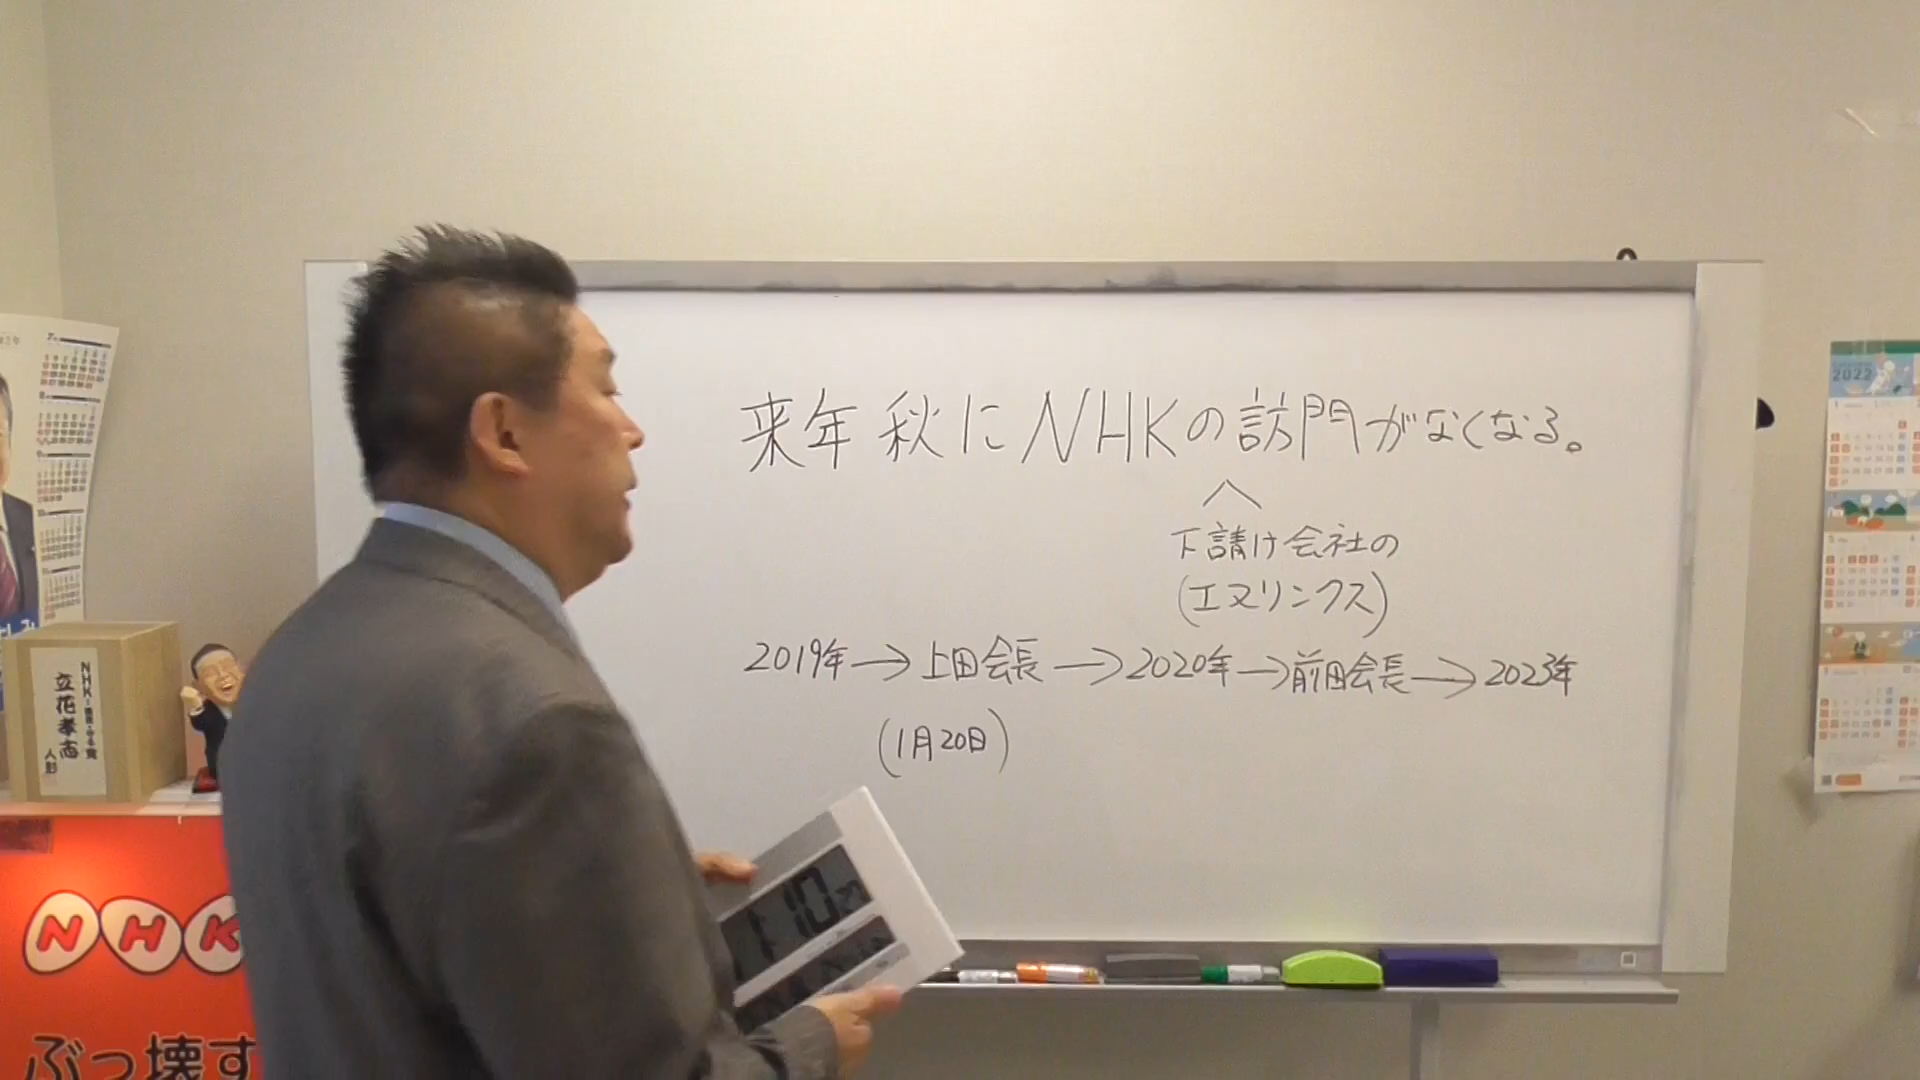 来年 秋にNHKの訪門がなくなる。
下請け会社の
(エヌリンクス)
2019年→上田会長→2020年→前田会長→2023年
(1月20日)
2022
立花孝志
人形
NHK
ぶっ壊す